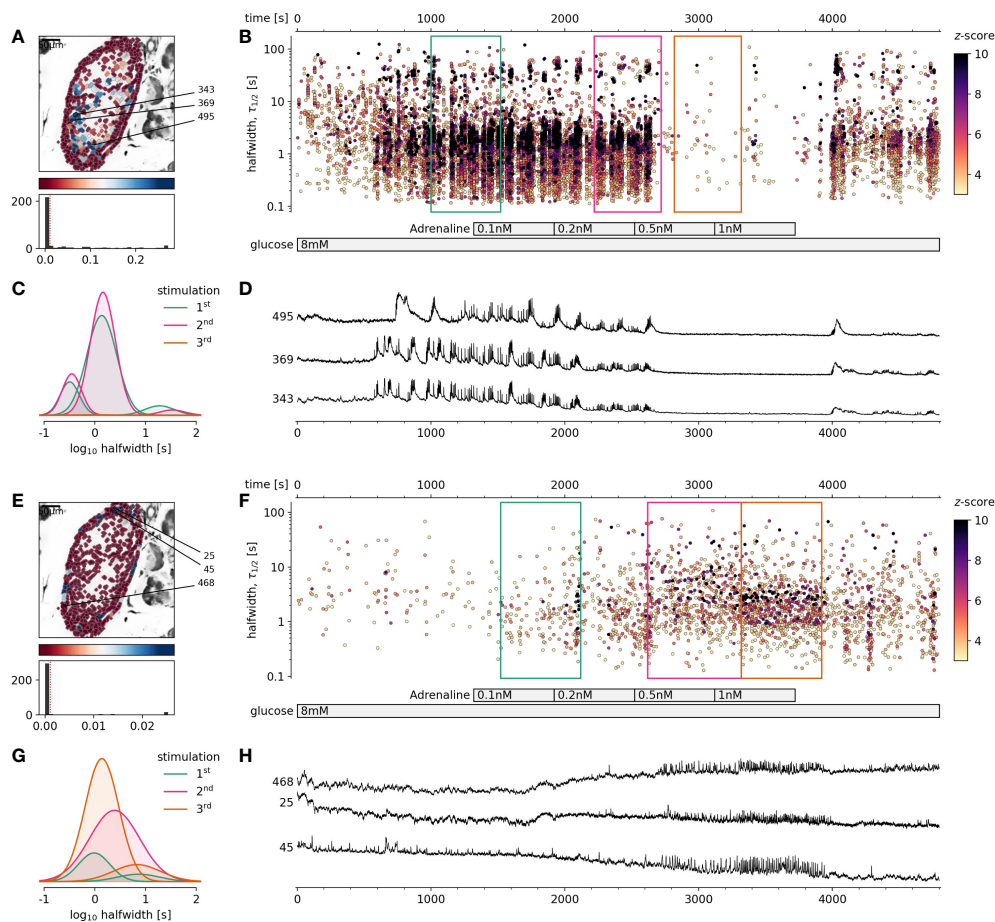 A
50μm
343
369
495
200
0
0.0 0.1 0.2
B
time [s] 0 1000 2000 3000 4000
halfwidth, τ1/2 [s]
100
10
1
0.1
z-score
10
8
6
4
Adrenaline 0.1nM 0.2nM 0.5nM 1nM
glucose 8mM
C
stimulation
1st
2nd
3rd
-1 0 1 2
log10 halfwidth [s]
D
495
369
343
0 1000 2000 3000 4000
E
25
45
468
200
0
0.00 0.01 0.02
F
time [s] 0 1000 2000 3000 4000
halfwidth, τ1/2 [s]
100
10
1
0.1
z-score
10
8
6
4
Adrenaline 0.1nM 0.2nM 0.5nM 1nM
glucose 8mM
G
stimulation
1st
2nd
3rd
-1 0 1 2
log10 halfwidth [s]
H
468
25
45
0 1000 2000 3000 4000